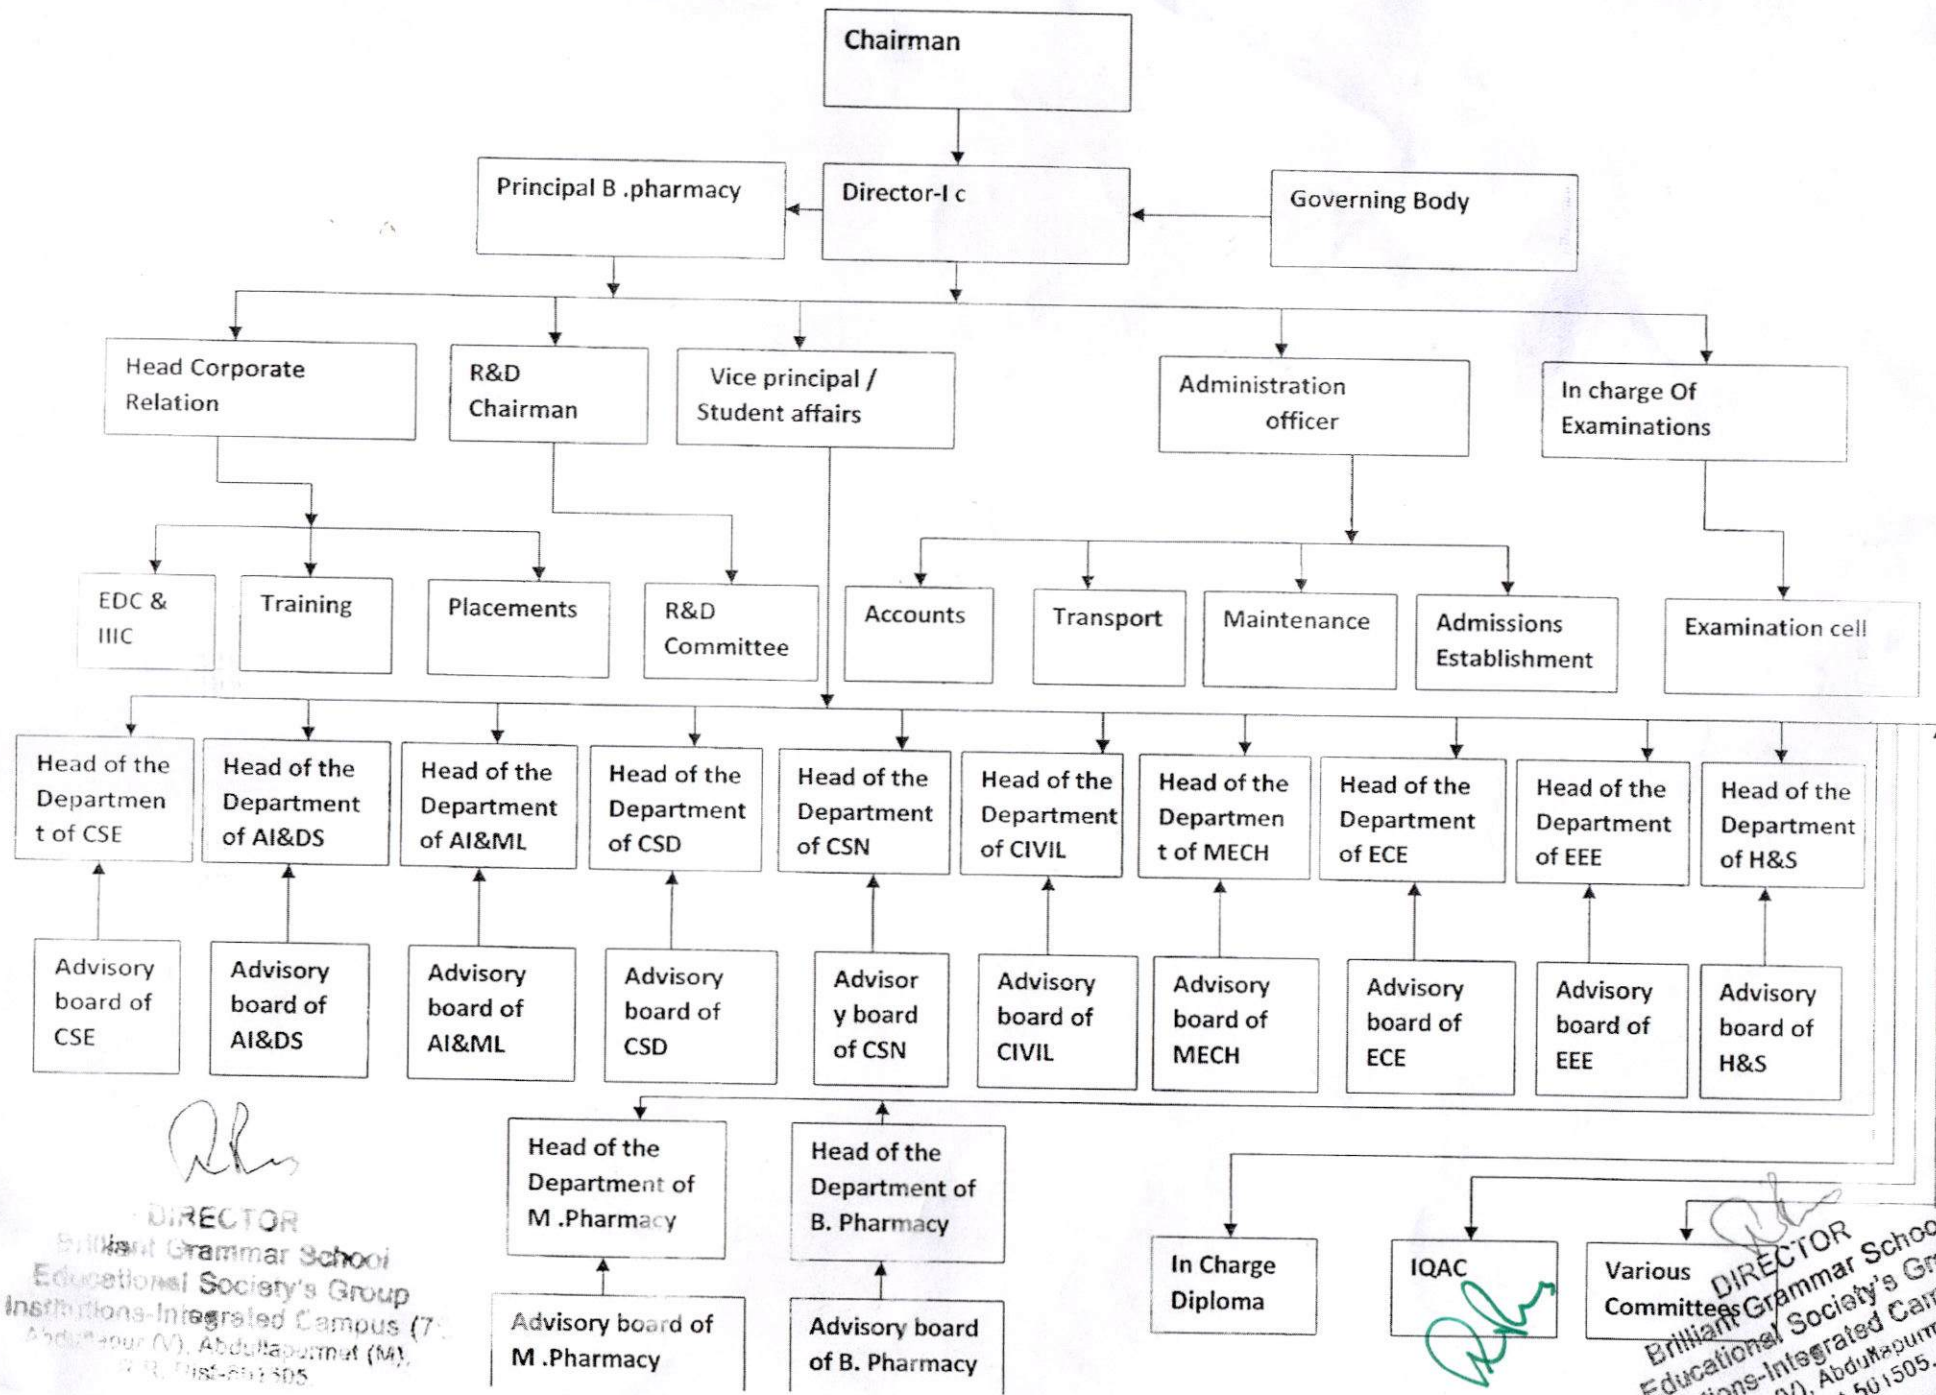 Chairman
Principal B .pharmacy
Director-I c
Governing Body
Head Corporate
Relation
R&D
Chairman
Vice principal /
Student affairs
Administration
officer
In charge Of
Examinations
EDC &
IIIC
Training
Placements
R&D
Committee
Accounts
Transport
Maintenance
Admissions
Establishment
Examination cell
Head of the
Departmen
t of CSE
Head of the
Department
of AI&DS
Head of the
Department
of AI&ML
Head of the
Department
of CSD
Head of the
Department
of CSN
Head of the
Department
of CIVIL
Head of the
Departmen
t of MECH
Head of the
Department
of ECE
Head of the
Department
of EEE
Head of the
Department
of H&S
Advisory
board of
CSE
Advisory
board of
AI&DS
Advisory
board of
AI&ML
Advisory
board of
CSD
Advisor
y board
of CSN
Advisory
board of
CIVIL
Advisory
board of
MECH
Advisory
board of
ECE
Advisory
board of
EEE
Advisory
board of
H&S
Head of the
Department of
M .Pharmacy
Head of the
Department of
B. Pharmacy
Advisory board of
M .Pharmacy
Advisory board
of B. Pharmacy
In Charge
Diploma
IQAC
Various
Committees
DIRECTOR
Brilliant Grammar School
Educational Society's Group
Institutions-Integrated Campus (7
(V), Abdullapurmet (M),
DIRECTOR
Brilliant Grammar Schoo
Educational Society's Gr
ons-Integrated Cam
(V), Abdullapurm
501505.